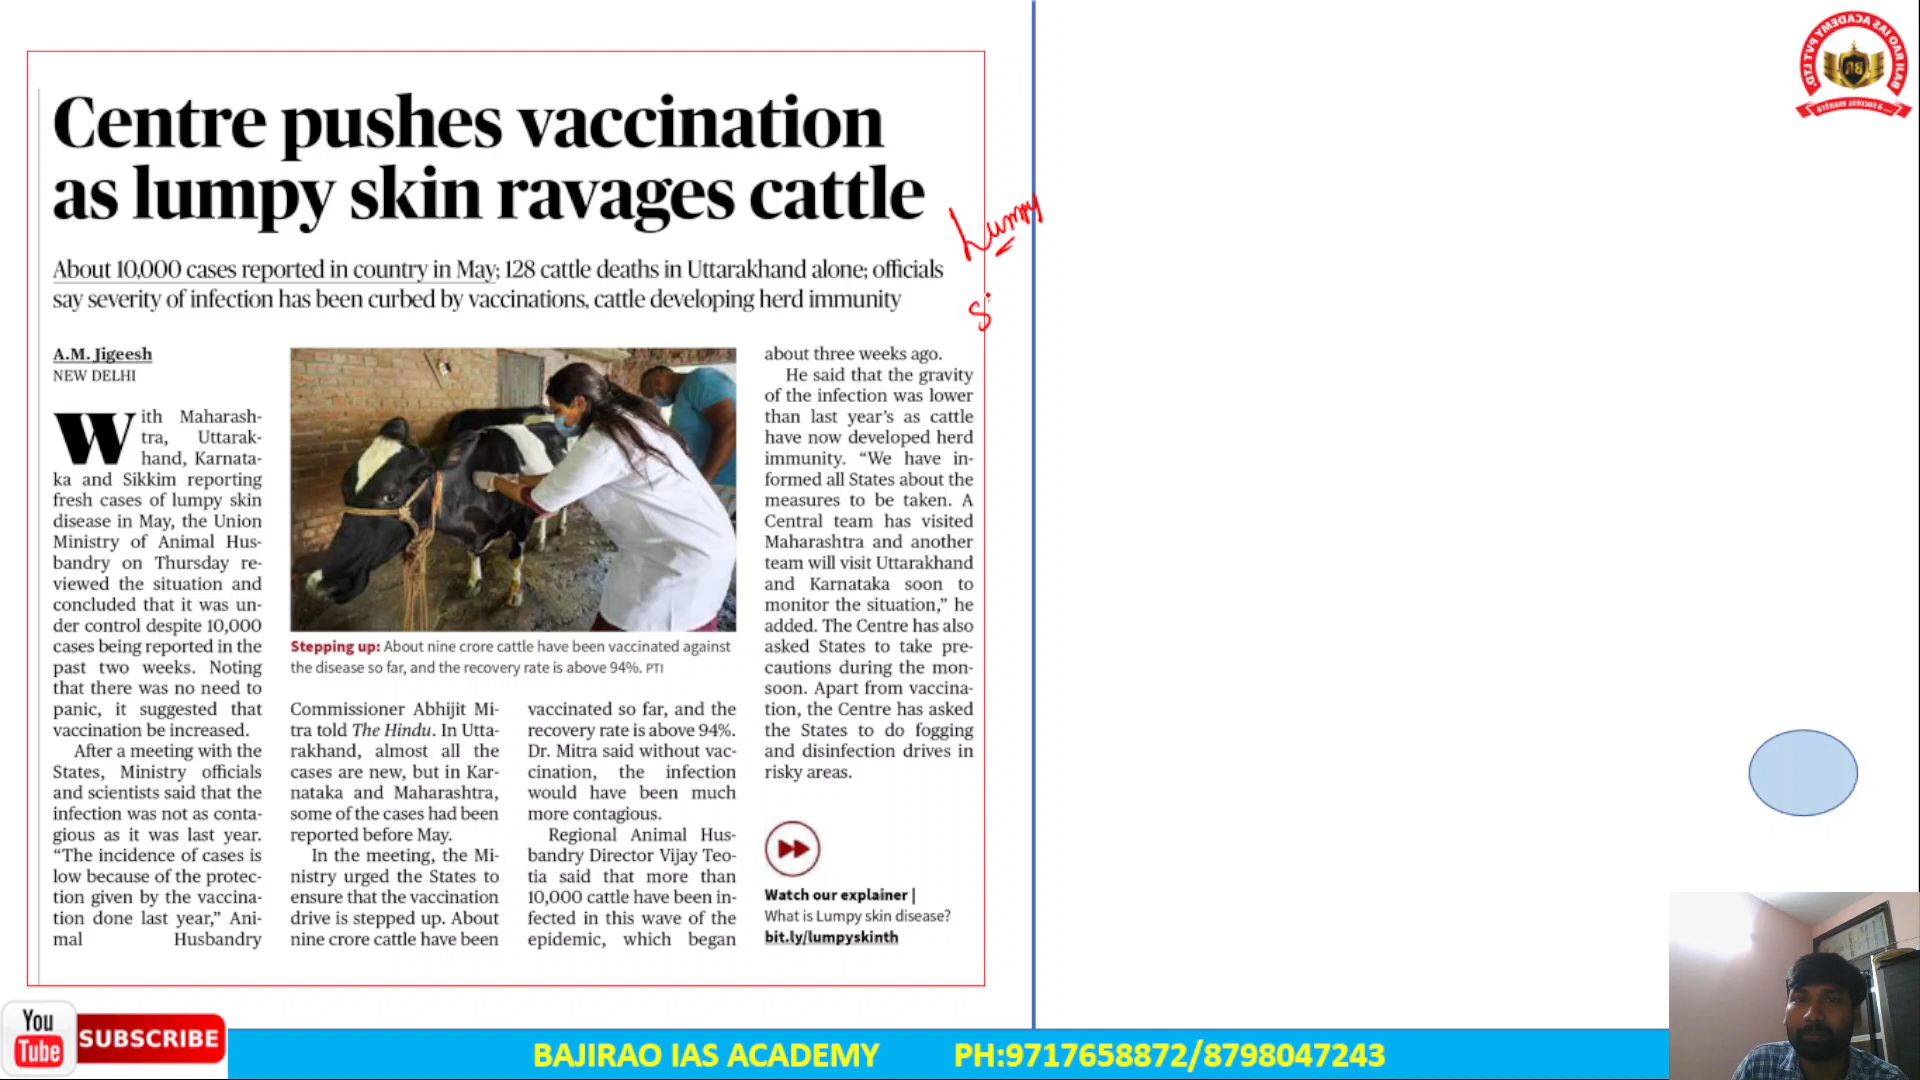 Centre pushes vaccination
as lumpy skin ravages cattle
About 10,000 cases reported in country in May; 128 cattle deaths in Uttarakhand alone; officials
say severity of infection has been curbed by vaccinations, cattle developing herd immunity
Lumpy
S
A.M. Jigeesh
NEW DELHI
With Maharash-
tra, Uttarak-
hand, Karnata-
ka and Sikkim reporting
fresh cases of lumpy skin
disease in May, the Union
Ministry of Animal Hus-
bandry on Thursday re-
viewed the situation and
concluded that it was un-
der control despite 10,000
cases being reported in the
past two weeks. Noting
that there was no need to
panic, it suggested that
vaccination be increased.
After a meeting with the
States, Ministry officials
and scientists said that the
infection was not as conta-
gious as it was last year.
“The incidence of cases is
low because of the protec-
tion given by the vaccina-
tion done last year,” Ani-
mal Husbandry
Stepping up: About nine crore cattle have been vaccinated against
the disease so far, and the recovery rate is above 94%. PTI
Commissioner Abhijit Mi-
tra told The Hindu. In Utta-
rakhand, almost all the
cases are new, but in Kar-
nataka and Maharashtra,
some of the cases had been
reported before May.
In the meeting, the Mi-
nistry urged the States to
ensure that the vaccination
drive is stepped up. About
nine crore cattle have been
vaccinated so far, and the
recovery rate is above 94%.
Dr. Mitra said without vac-
cination, the infection
would have been much
more contagious.
Regional Animal Hus-
bandry Director Vijay Teo-
tia said that more than
10,000 cattle have been in-
fected in this wave of the
epidemic, which began
about three weeks ago.
He said that the gravity
of the infection was lower
than last year’s as cattle
have now developed herd
immunity. “We have in-
formed all States about the
measures to be taken. A
Central team has visited
Maharashtra and another
team will visit Uttarakhand
and Karnataka soon to
monitor the situation,” he
added. The Centre has also
asked States to take pre-
cautions during the mon-
soon. Apart from vaccina-
tion, the Centre has asked
the States to do fogging
and disinfection drives in
risky areas.
Watch our explainer |
What is Lumpy skin disease?
bit.ly/lumpyskinth
BAJIRAO IAS ACADEMY PVT LTD.
You
Tube
SUBSCRIBE
BAJIRAO IAS ACADEMY PH:9717658872/8798047243